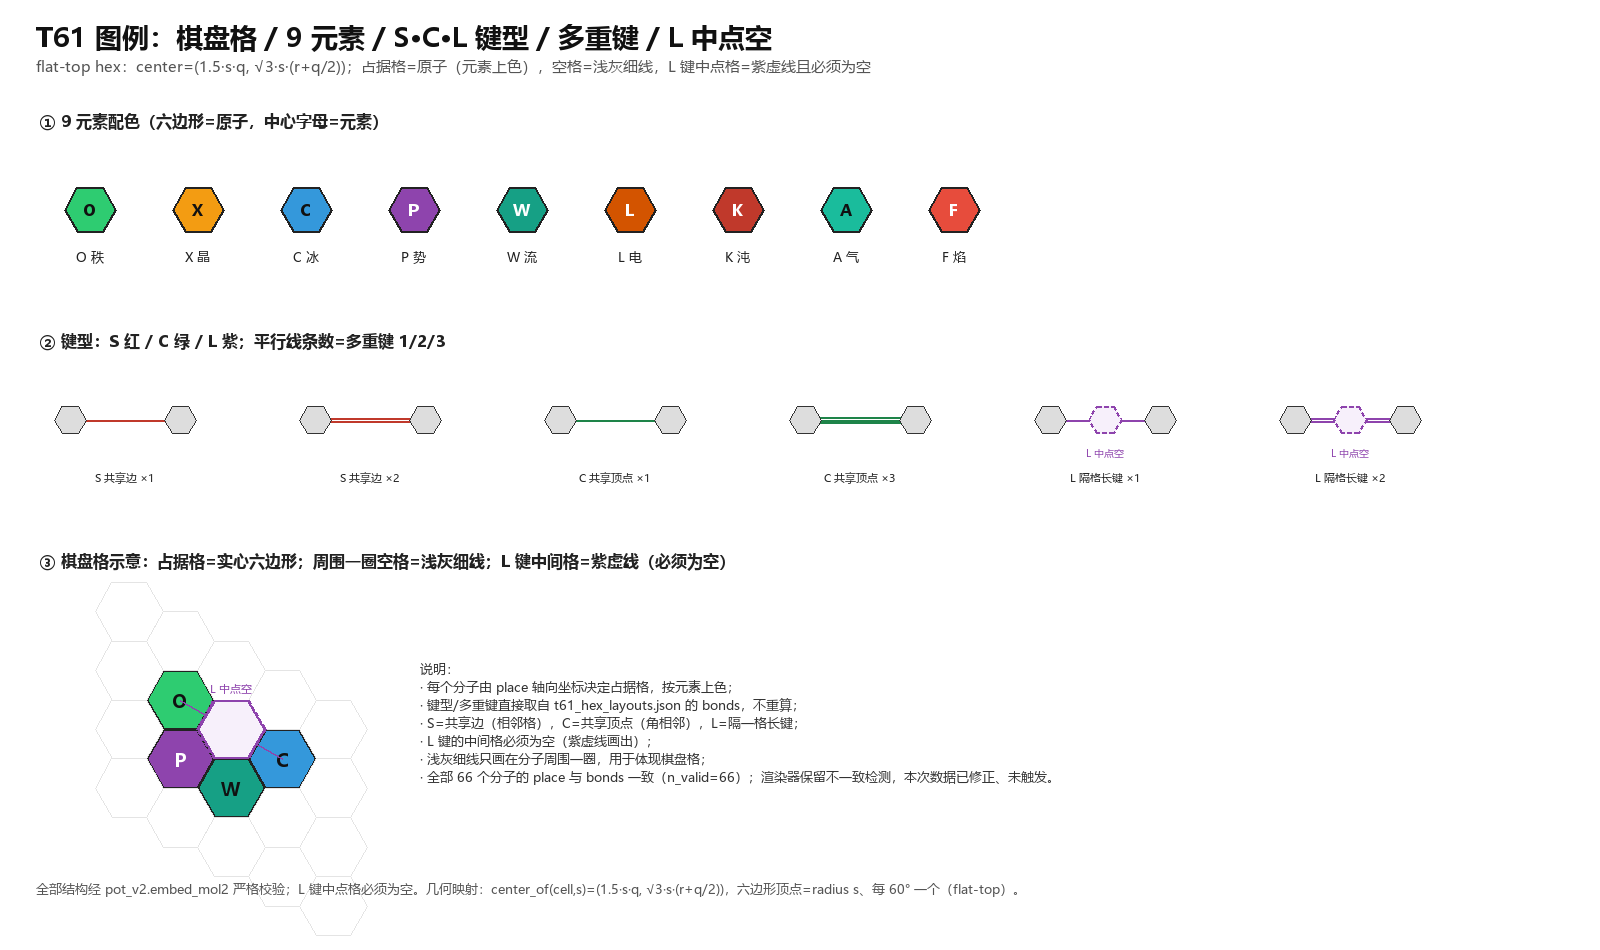 T61 图例：棋盘格 / 9 元素 / S•C•L 键型 / 多重键 / L 中点空
flat-top hex：center=(1.5·s·q, √3·s·(r+q/2))；占据格=原子（元素上色），空格=浅灰细线，L 键中点格=紫虚线且必须为空
① 9 元素配色（六边形=原子，中心字母=元素）
O X C P W L K A F
O 秩 X 晶 C 冰 P 势 W 流 L 电 K 沌 A 气 F 焰
② 键型：S 红 / C 绿 / L 紫；平行线条数=多重键 1/2/3
L 中点空 L 中点空
S 共享边 ×1 S 共享边 ×2 C 共享顶点 ×1 C 共享顶点 ×3 L 隔格长键 ×1 L 隔格长键 ×2
③ 棋盘格示意：占据格=实心六边形；周围一圈空格=浅灰细线；L 键中间格=紫虚线（必须为空）
L 中点空
O
P
C
W
说明：
· 每个分子由 place 轴向坐标决定占据格，按元素上色；
· 键型/多重键直接取自 t61_hex_layouts.json 的 bonds，不重算；
· S=共享边（相邻格），C=共享顶点（角相邻），L=隔一格长键；
· L 键的中间格必须为空（紫虚线画出）；
· 浅灰细线只画在分子周围一圈，用于体现棋盘格；
· 全部 66 个分子的 place 与 bonds 一致（n_valid=66）；渲染器保留不一致检测，本次数据已修正、未触发。
全部结构经 pot_v2.embed_mol2 严格校验；L 键中点格必须为空。几何映射：center_of(cell,s)=(1.5·s·q, √3·s·(r+q/2))，六边形顶点=radius s、每 60° 一个（flat-top）。